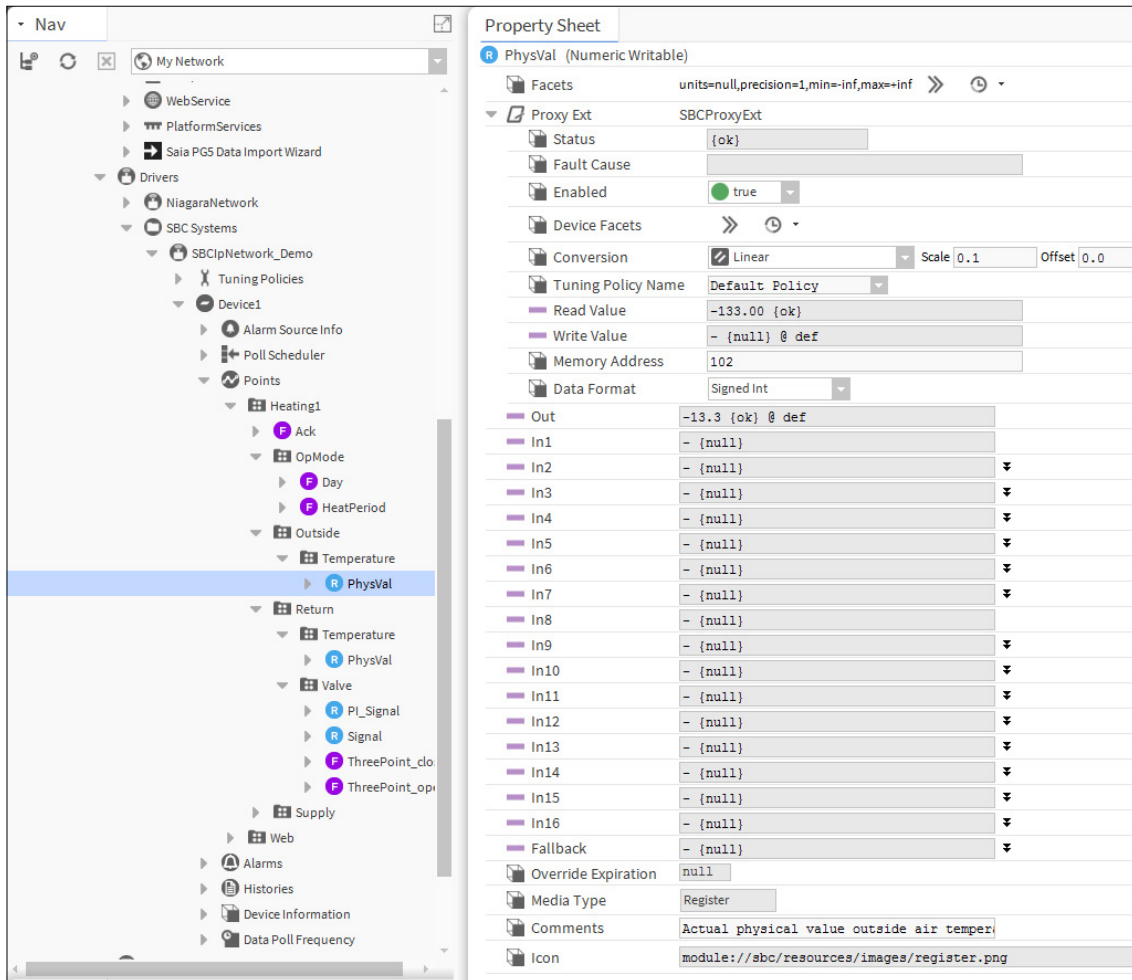 Nav
My Network
WebService
PlatformServices
Saia PG5 Data Import Wizard
Drivers
NiagaraNetwork
SBC Systems
SBCIpNetwork_Demo
Tuning Policies
Device1
Alarm Source Info
Poll Scheduler
Points
Heating1
F Ack
OpMode
F Day
F HeatPeriod
Outside
Temperature
R PhysVal
Return
Temperature
R PhysVal
Valve
R PI_Signal
R Signal
F ThreePoint_clo
F ThreePoint_ope
Supply
Web
Alarms
Histories
Device Information
Data Poll Frequency
Property Sheet
R PhysVal (Numeric Writable)
Facets units=null,precision=1,min=-inf,max=+inf
Proxy Ext SBCProxyExt
Status {ok}
Fault Cause
Enabled true
Device Facets
Conversion Linear Scale 0.1 Offset 0.0
Tuning Policy Name Default Policy
Read Value -133.00 {ok}
Write Value - {null} @ def
Memory Address 102
Data Format Signed Int
Out -13.3 {ok} @ def
In1 - {null}
In2 - {null}
In3 - {null}
In4 - {null}
In5 - {null}
In6 - {null}
In7 - {null}
In8 - {null}
In9 - {null}
In10 - {null}
In11 - {null}
In12 - {null}
In13 - {null}
In14 - {null}
In15 - {null}
In16 - {null}
Fallback - {null}
Override Expiration null
Media Type Register
Comments Actual physical value outside air tempera
Icon module://sbc/resources/images/register.png